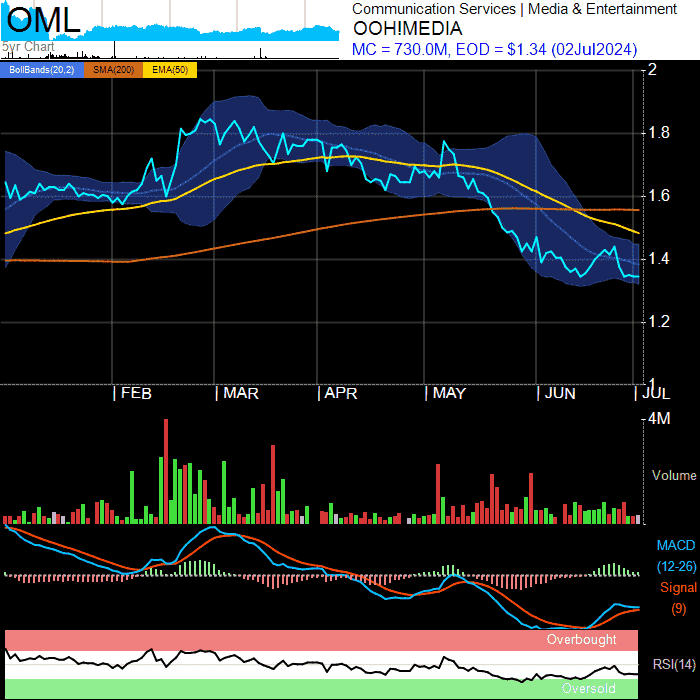 OML
Communication Services | Media & Entertainment
OOH!MEDIA
5yr Chart
MC = 730.0M, EOD = $1.34 (02Jul2024)
BollBands(20,2) SMA(200) EMA(50)
2
1.8
1.6
1.4
1.2
1
| FEB | MAR | APR | MAY | JUN | JUL
4M
Volume
MACD
(12-26)
Signal
(9)
Overbought
RSI(14)
Oversold